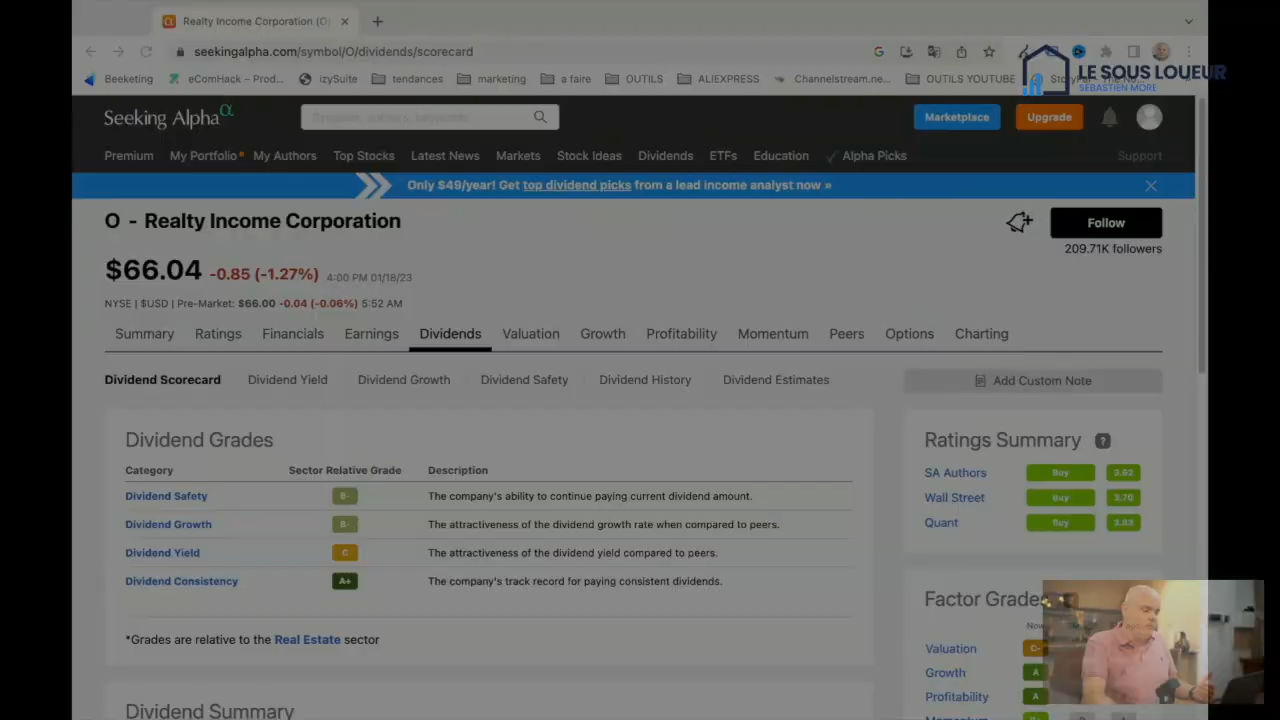 Realty Income Corporation (O)
seekingalpha.com/symbol/O/dividends/scorecard
Beeketing
eComHack – Prod...
izySuite
tendances
marketing
a faire
OUTILS
ALIEXPRESS
Channelstream.ne...
OUTILS YOUTUBE
LE SOUS LOUEUR
SEBASTIEN MORE
Seeking Alpha α
Marketplace
Upgrade
Premium My Portfolio My Authors Top Stocks Latest News Markets Stock Ideas Dividends ETFs Education Alpha Picks Support
Only $49/year! Get top dividend picks from a lead income analyst now »
O - Realty Income Corporation
Follow
209.71K followers
$66.04 -0.85 (-1.27%) 4:00 PM 01/18/23
NYSE | $USD | Pre-Market: $66.00 -0.04 (-0.06%) 5:52 AM
Summary Ratings Financials Earnings Dividends Valuation Growth Profitability Momentum Peers Options Charting
Dividend Scorecard Dividend Yield Dividend Growth Dividend Safety Dividend History Dividend Estimates
Add Custom Note
Dividend Grades
Category Sector Relative Grade Description
Dividend Safety B- The company's ability to continue paying current dividend amount.
Dividend Growth B- The attractiveness of the dividend growth rate when compared to peers.
Dividend Yield C The attractiveness of the dividend yield compared to peers.
Dividend Consistency A+ The company's track record for paying consistent dividends.
*Grades are relative to the Real Estate sector
Dividend Summary
Ratings Summary ?
SA Authors Buy 3.62
Wall Street Buy 3.70
Quant Buy 3.63
Factor Grades
Now
Valuation C-
Growth A
Profitability A
Momentum